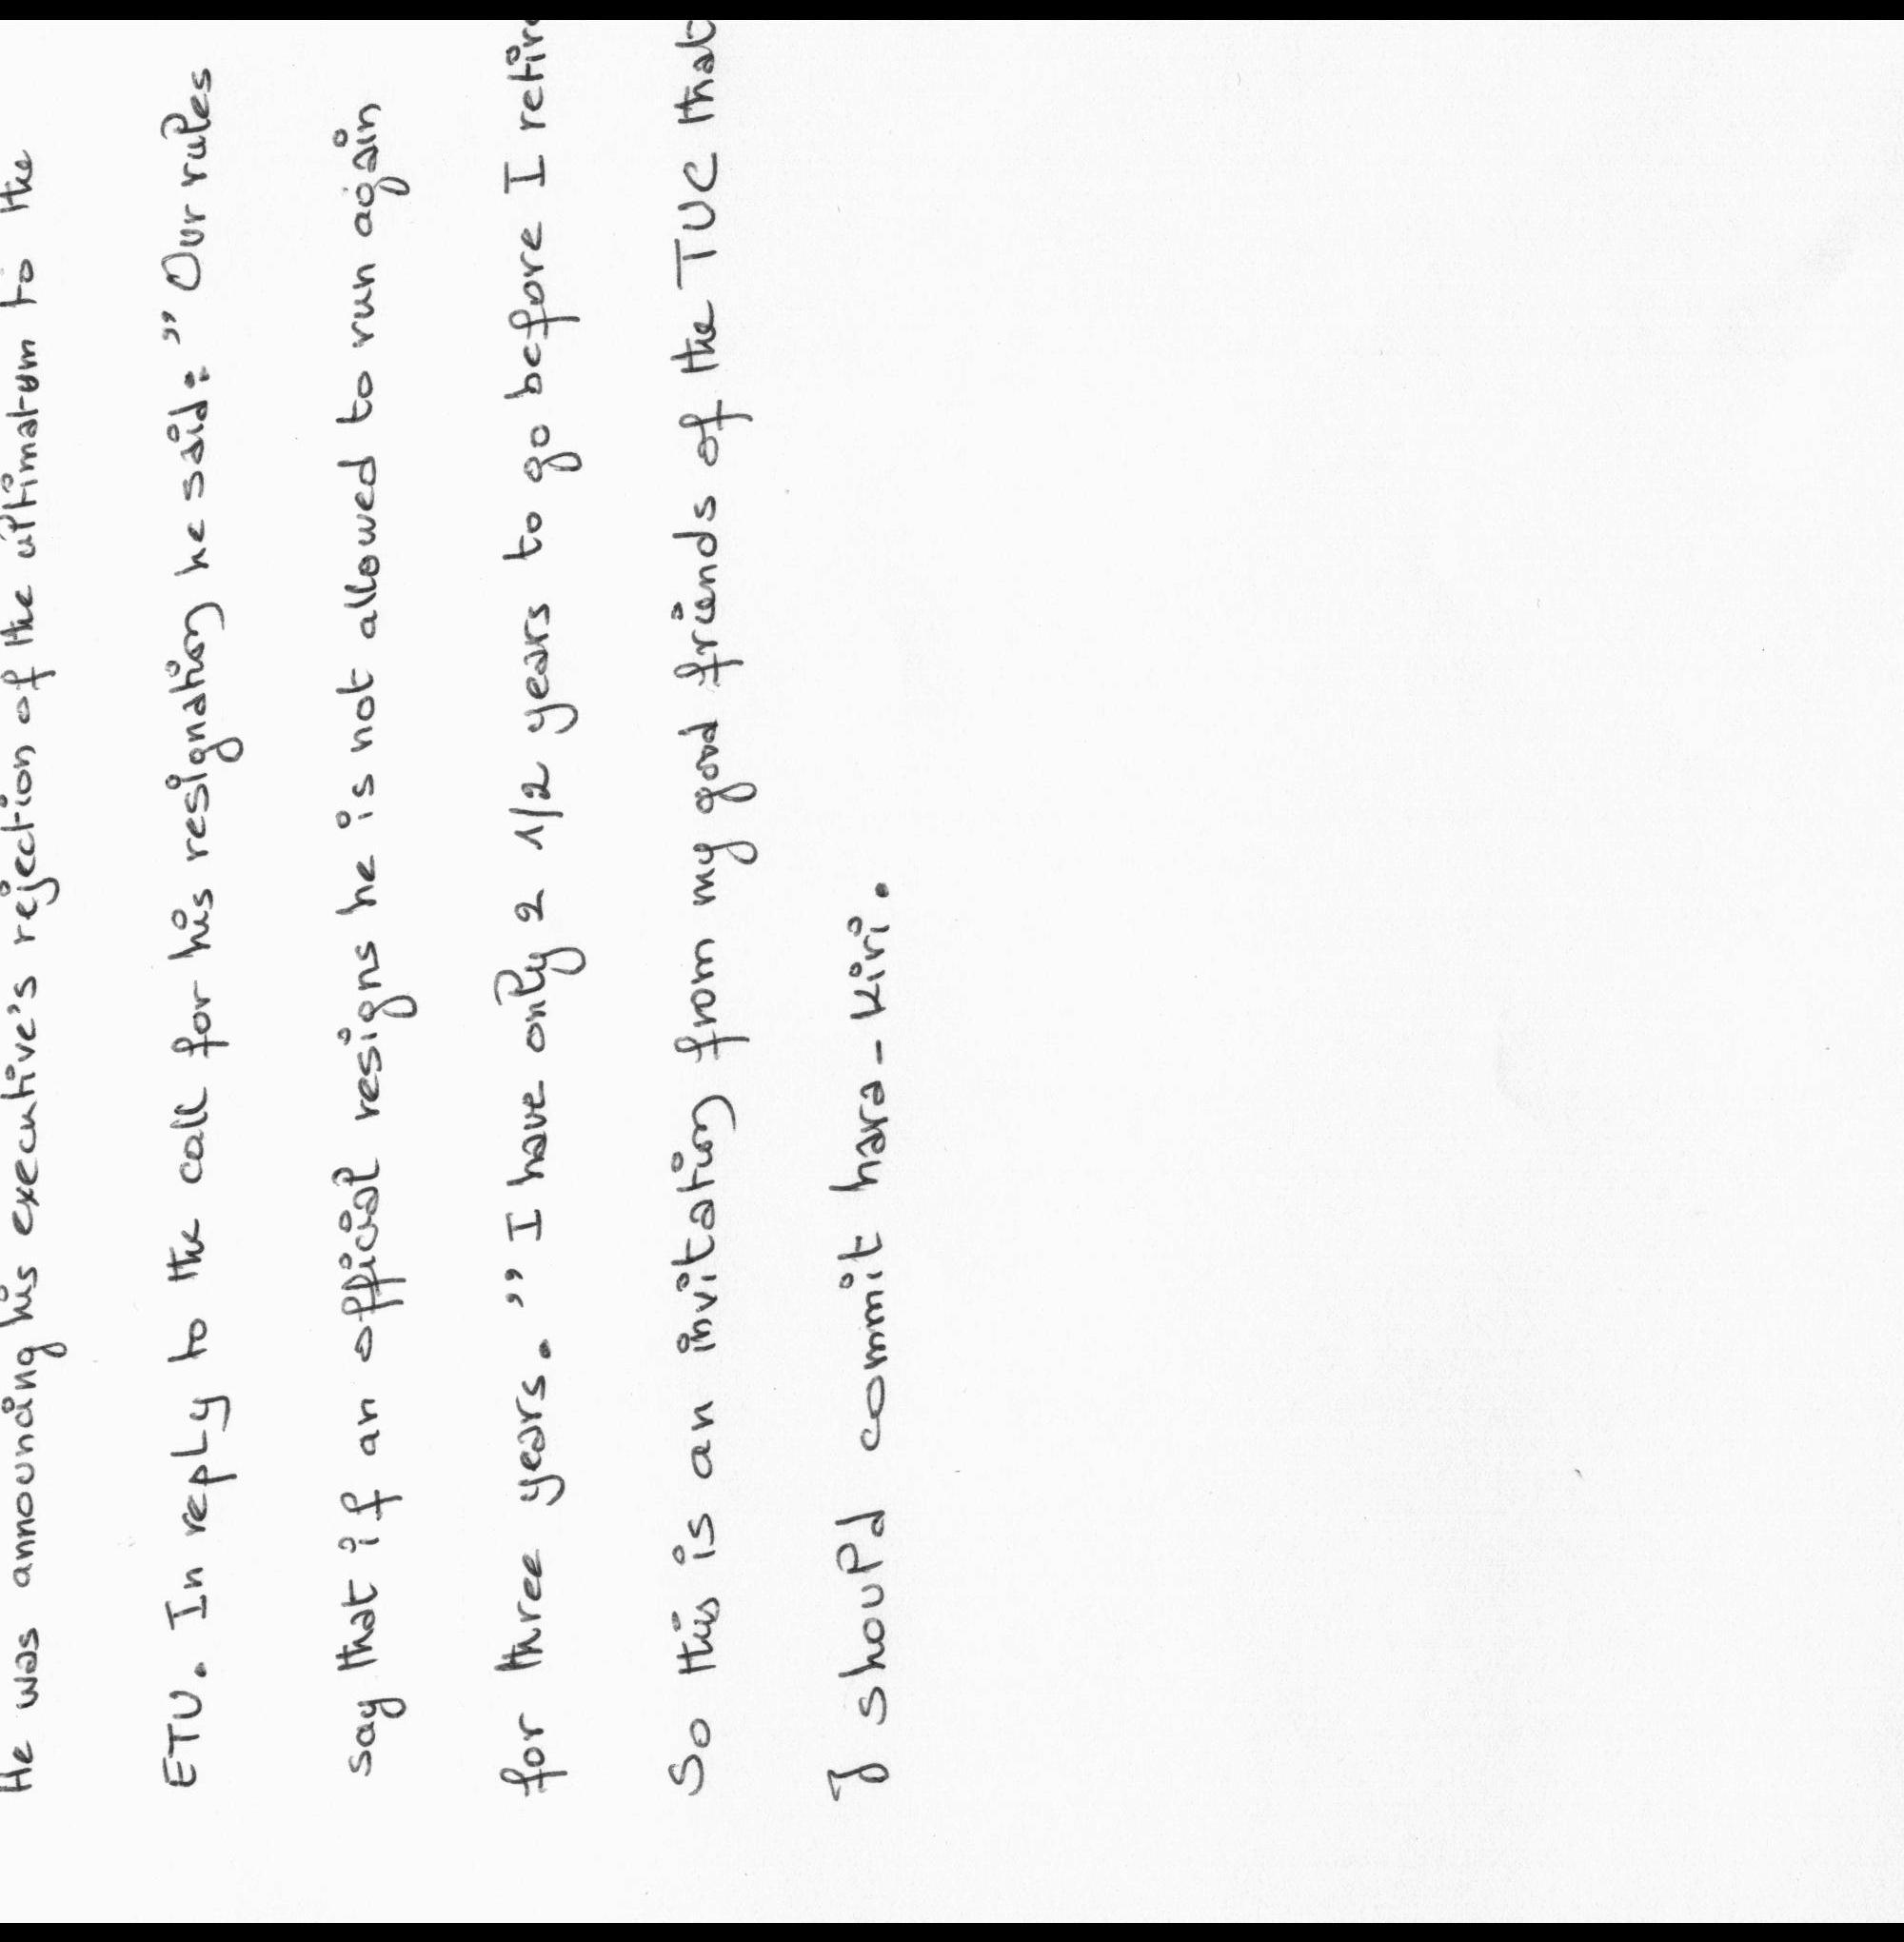 He was announcing his executive's rejection of the ultimatum to the
ETU. In reply to the call for his resignation he said: "Our rules
say that if an official resigns he is not allowed to run again
for three years. "I have only 2 1/2 years to go before I retire
So this is an invitation from my good friends of the TUC that
I should commit hara-kiri.